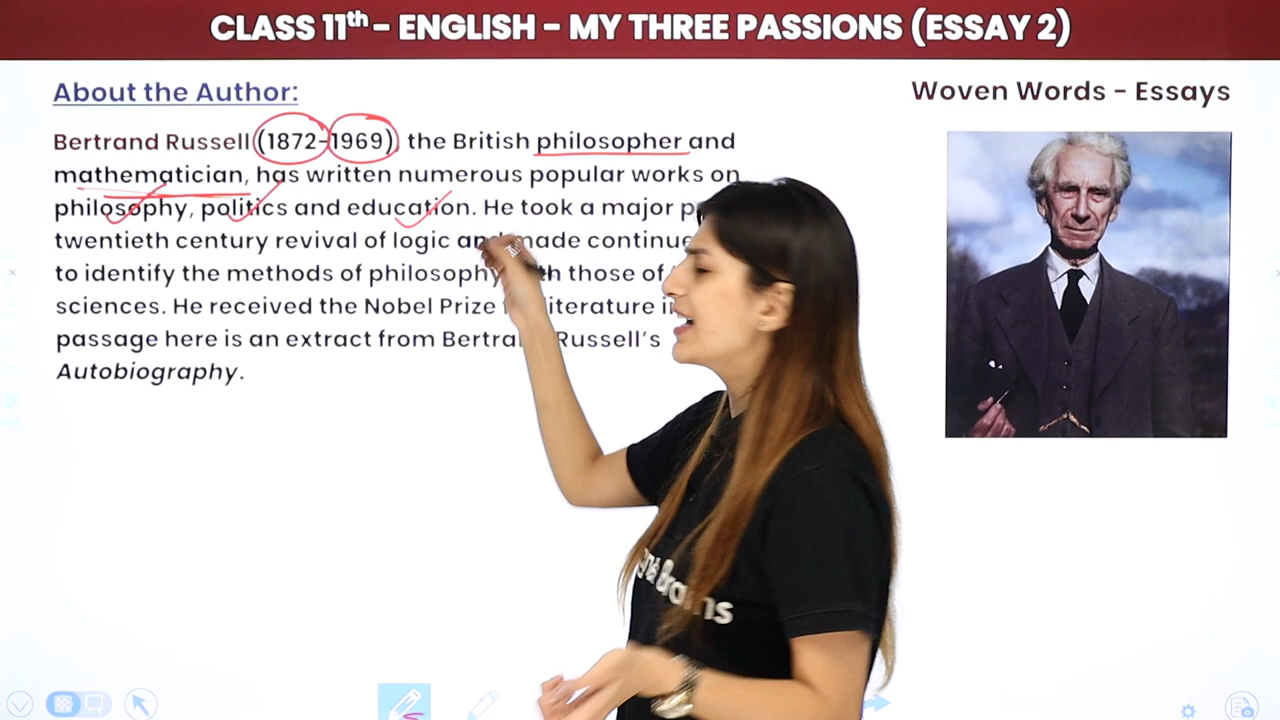 CLASS 11th - ENGLISH - MY THREE PASSIONS (ESSAY 2)
About the Author:
Woven Words - Essays
Bertrand Russell (1872-1969), the British philosopher and
mathematician, has written numerous popular works on
philosophy, politics and education. He took a major
twentieth century revival of logic and made
to identify the methods of philosophy those of
sciences. He received the Nobel Prize literature
passage here is an extract from Russell's
Autobiography.